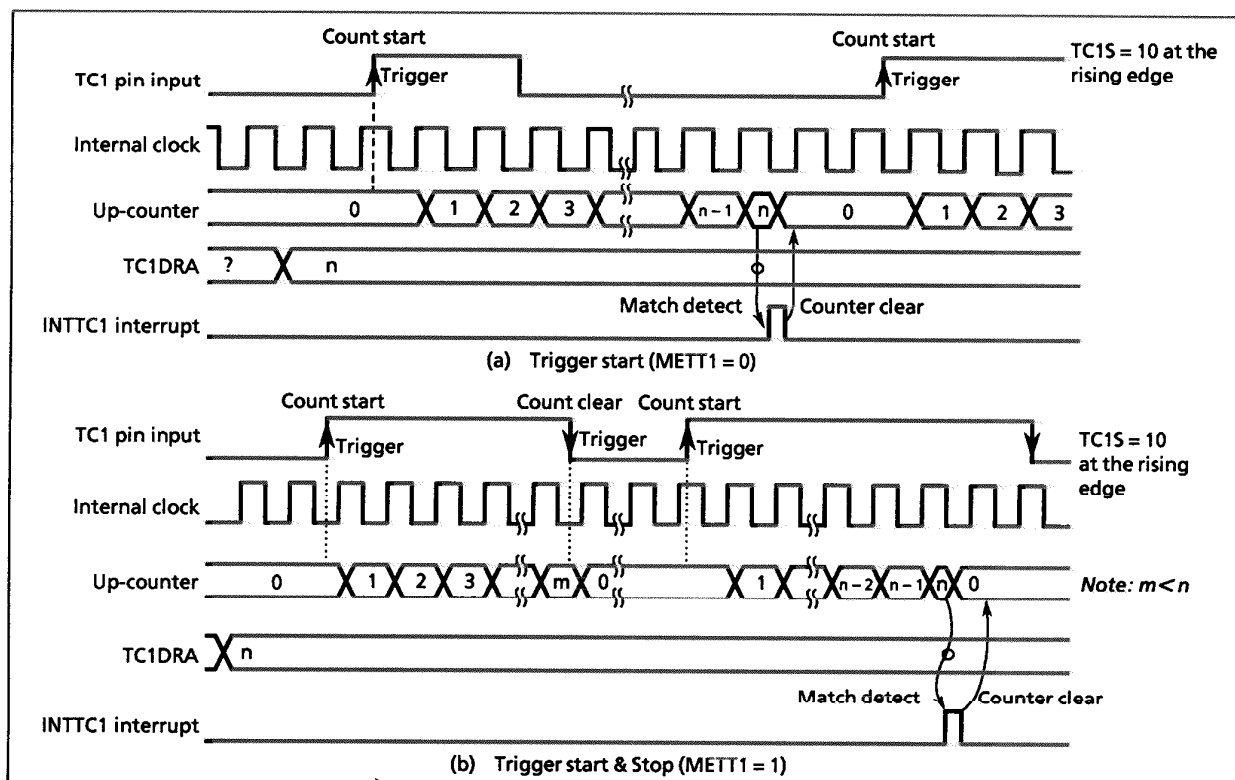 Count start
Count start
TC1 pin input
Trigger
Trigger
TC1S = 10 at the
rising edge
Internal clock
Up-counter
0
1
2
3
n–1
n
0
1
2
3
TC1DRA
?
n
Match detect
Counter clear
INTTC1 interrupt
(a) Trigger start (METT1 = 0)
Count start
Count clear
Count start
TC1 pin input
Trigger
Trigger
Trigger
TC1S = 10
at the rising
edge
Internal clock
Up-counter
0
1
2
3
m
0
1
n–2
n–1
n
0
Note: m<n
TC1DRA
n
Match detect
Counter clear
INTTC1 interrupt
(b) Trigger start & Stop (METT1 = 1)